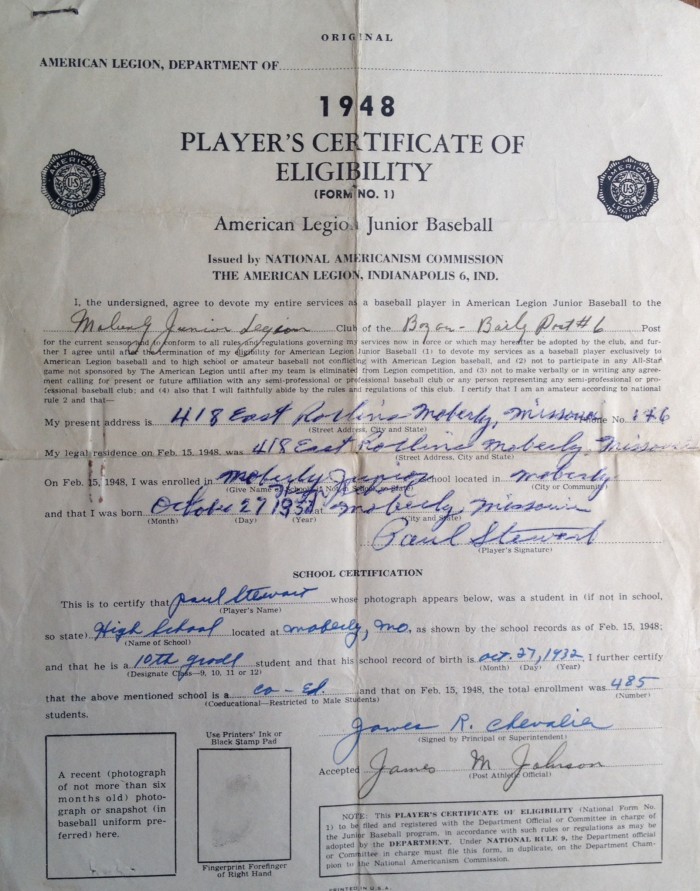 ORIGINAL
AMERICAN LEGION, DEPARTMENT OF
1948
PLAYER'S CERTIFICATE OF
ELIGIBILITY
(FORM NO. 1)
AMERICAN LEGION U.S.
AMERICAN LEGION U.S.
American Legion Junior Baseball
Issued by NATIONAL AMERICANISM COMMISSION
THE AMERICAN LEGION, INDIANAPOLIS 6, IND.
I, the undersigned, agree to devote my entire services as a baseball player in American Legion Junior Baseball to the
Junior Legion Club of the Post #6 Post
for the current season and to conform to all rules and regulations governing my services now in force or which may hereafter be adopted by the club, and fur-
ther I agree until after the termination of my eligibility for American Legion Junior Baseball (1) to devote my services as a baseball player exclusively to
American Legion baseball and to high school or amateur baseball not conflicting with American Legion baseball, and (2) not to participate in any All-Star
game not sponsored by The American Legion until after my team is eliminated from Legion competition, and (3) not to make verbally or in writing any agree-
ment calling for present or future affiliation with any semi-professional or professional baseball club or any person representing any semi-professional or pro-
fessional baseball club; and (4) also that I will faithfully abide by the rules and regulations of this club. I certify that I am an amateur according to national
rule 2 and that—
My present address is 418 East Rollins Moberly, Missouri Phone No.
(Street Address, City and State)
My legal residence on Feb. 15, 1948, was 418 East Rollins Moberly, Missouri
(Street Address, City and State)
On Feb. 15, 1948, I was enrolled in Moberly Junior school located in Moberly
(Give Name of School; if Not in School so State) (City or Community)
and that I was born October 27 1932 at Moberly, Missouri
(Month) (Day) (Year) (City and State)
Paul Stewart
(Player's Signature)
SCHOOL CERTIFICATION
This is to certify that Paul Stewart whose photograph appears below, was a student in (if not in school,
(Player's Name)
so state) High School located at Moberly, Mo. as shown by the school records as of Feb. 15, 1948;
(Name of School)
and that he is a 10th grade student and that his school record of birth is Oct. 27, 1932 I further certify
(Designate Class—9, 10, 11 or 12) (Month) (Day) (Year)
that the above mentioned school is a co-ed. and that on Feb. 15, 1948, the total enrollment was 485
(Coeducational—Restricted to Male Students) (Number)
students.
James R. Chevalier
(Signed by Principal or Superintendent)
Accepted James M Johnson
(Post Athletic Official)
A recent (photograph
of not more than six
months old) photo-
graph or snapshot (in
baseball uniform pre-
ferred) here.
Use Printers' Ink or
Black Stamp Pad
Fingerprint Forefinger
of Right Hand
NOTE: This PLAYER'S CERTIFICATE OF ELIGIBILITY (National Form No.
1) to be filed and registered with the Department Official or Committee in charge of
the Junior Baseball program, in accordance with such rules or regulations as may be
adopted by the DEPARTMENT. Under NATIONAL RULE 9, the Department official
or Committee in charge must file this form, in duplicate, on the Department Cham-
pion to the National Americanism Commission.
PRINTED IN U.S.A.